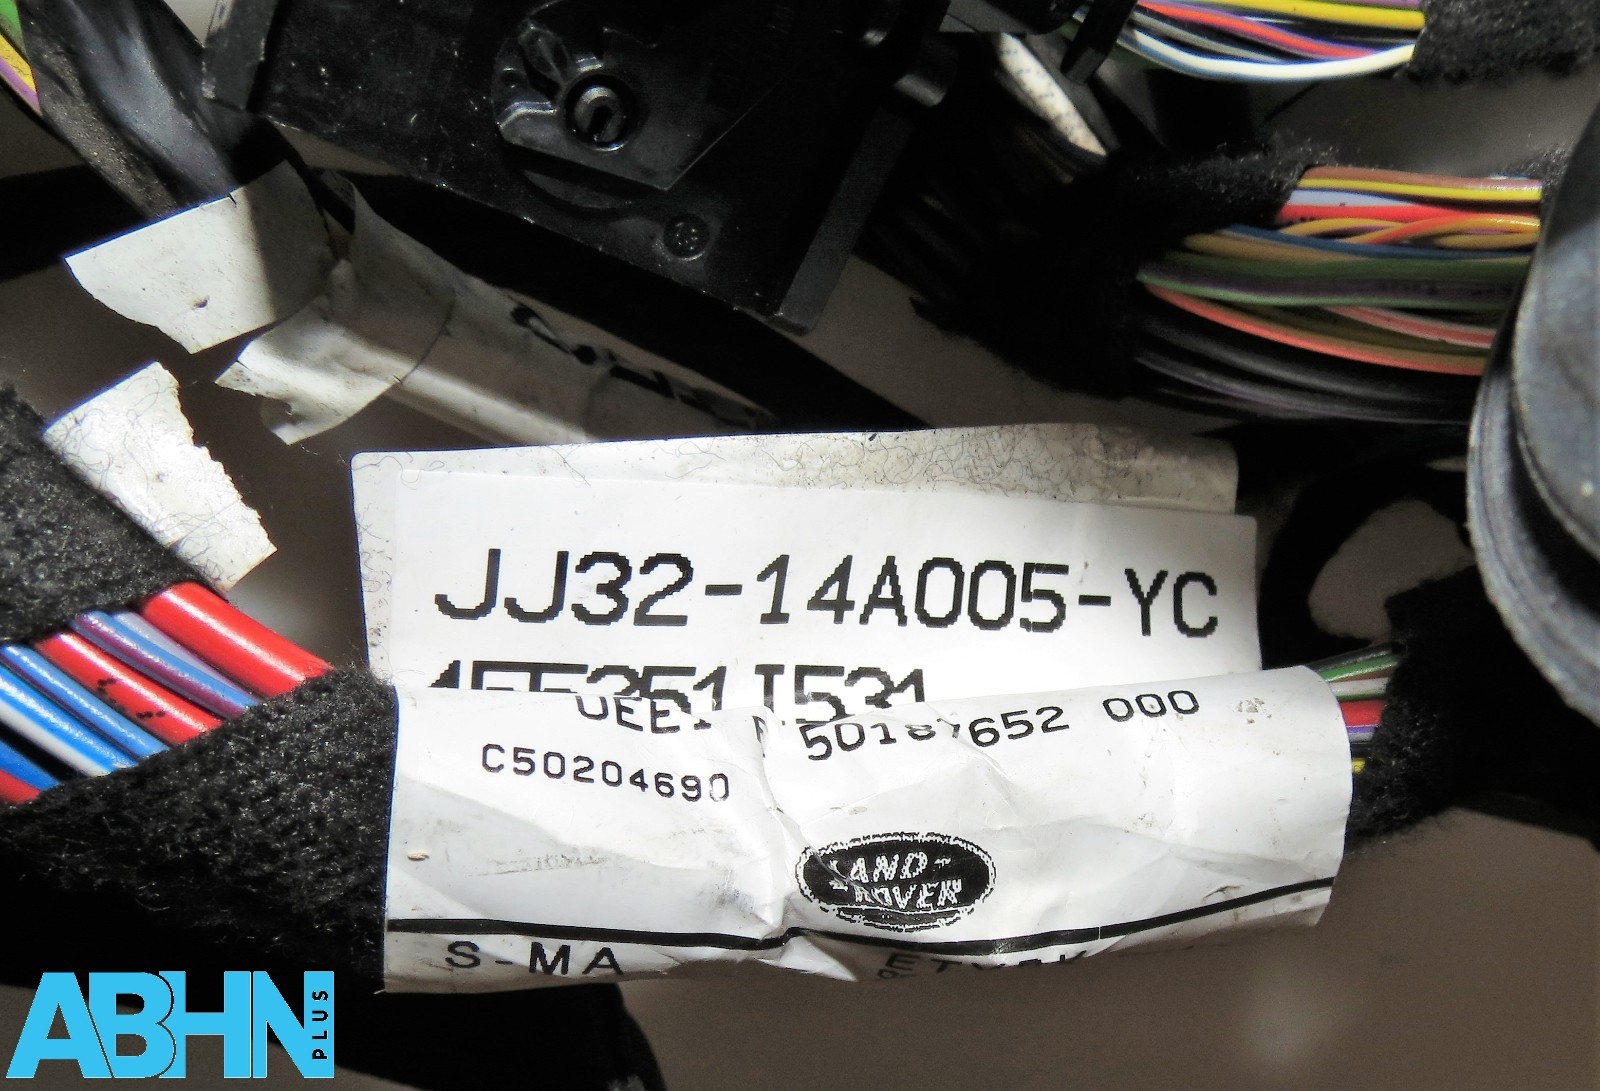 JJ32-14A005-YC
50187652 000
C50204690
LAND-
ROVER
S-MA
ABHN
PLUS